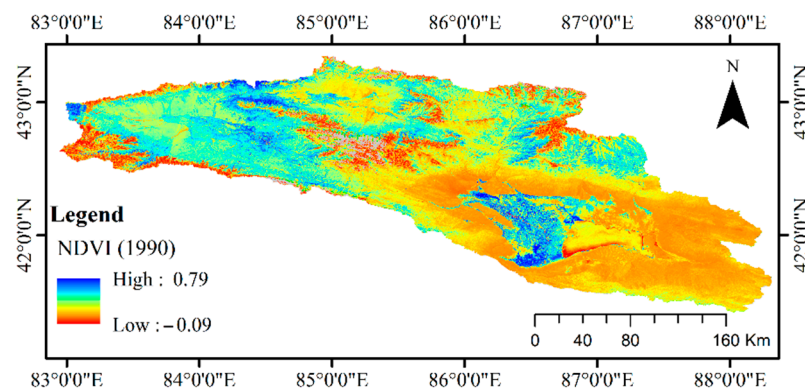 83°0'0"E 84°0'0"E 85°0'0"E 86°0'0"E 87°0'0"E 88°0'0"E
N
43°0'0"N 43°0'0"N
42°0'0"N 42°0'0"N
Legend
NDVI (1990)
High : 0.79
Low : −0.09
0 40 80 160 Km
83°0'0"E 84°0'0"E 85°0'0"E 86°0'0"E 87°0'0"E 88°0'0"E